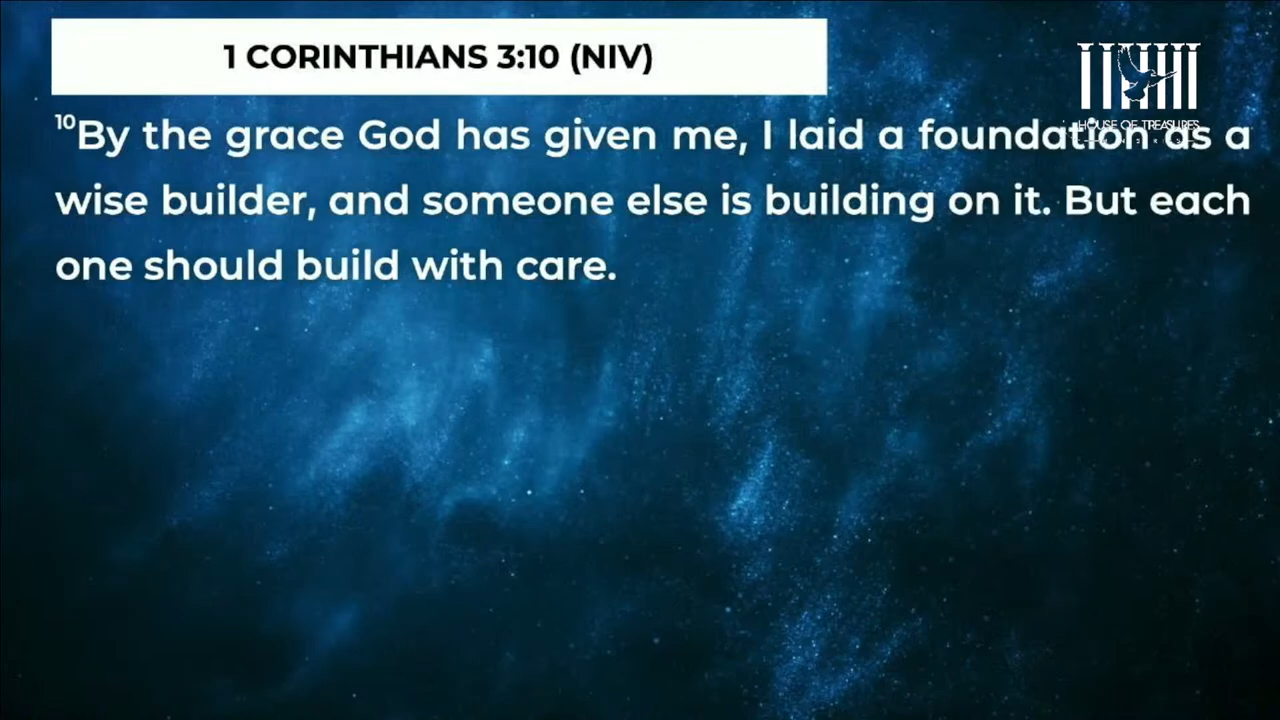 1 CORINTHIANS 3:10 (NIV)
10By the grace God has given me, I laid a foundation as a
wise builder, and someone else is building on it. But each
one should build with care.
HOUSE OF TREASURES